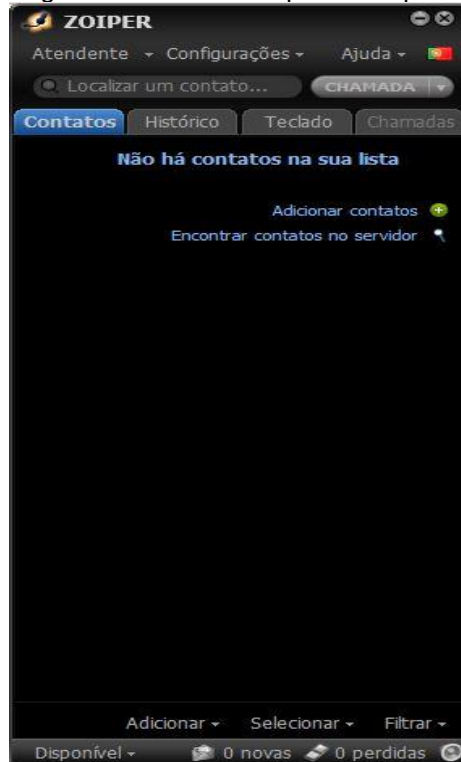 ZOIPER
Atendente Configurações Ajuda
Localizar um contato... CHAMADA
Contatos Histórico Teclado Chamadas
Não há contatos na sua lista
Adicionar contatos
Encontrar contatos no servidor
Adicionar Selecionar Filtrar
Disponível 0 novas 0 perdidas